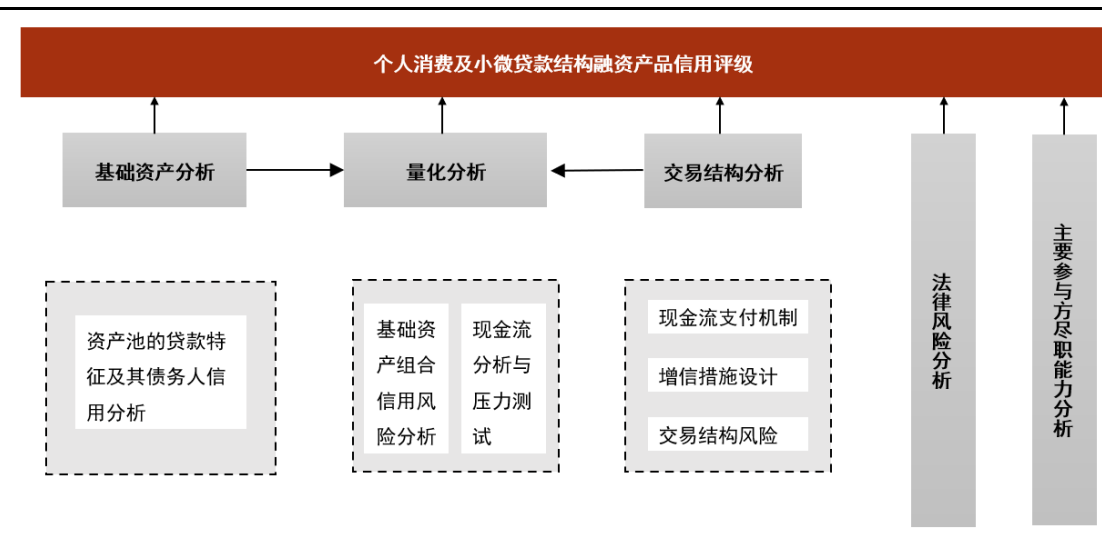 个人消费及小微贷款结构融资产品信用评级
基础资产分析
量化分析
交易结构分析
资产池的贷款特
征及其债务人信
用分析
基础资
产组合
信用风
险分析
现金流
分析与
压力测
试
现金流支付机制
增信措施设计
交易结构风险
法律风险分析
主要参与方尽职能力分析